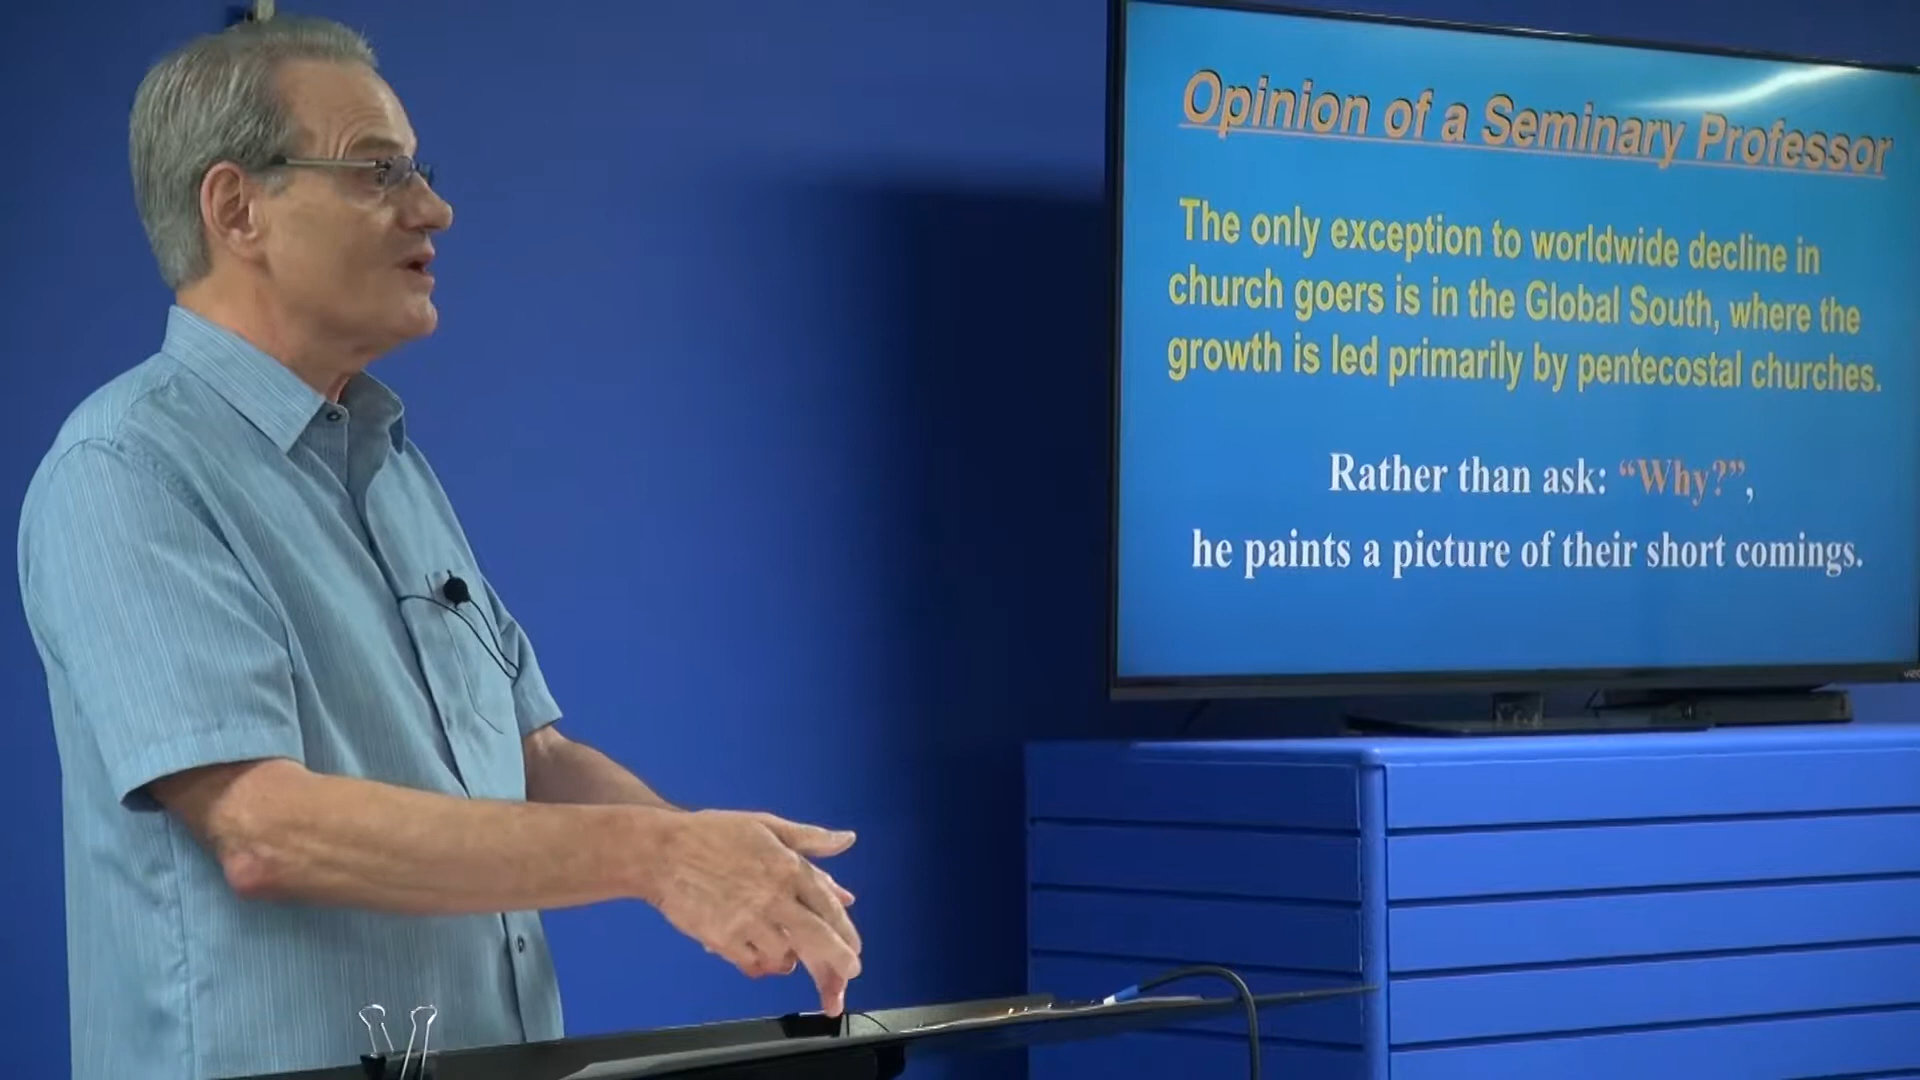 Opinion of a Seminary Professor
The only exception to worldwide decline in
church goers is in the Global South, where the
growth is led primarily by pentecostal churches.
Rather than ask: “Why?”,
he paints a picture of their short comings.